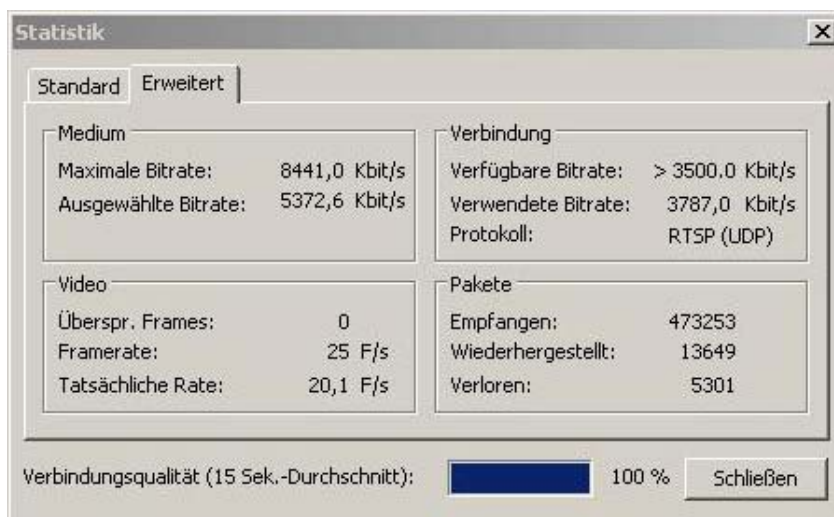 Statistik
Standard Erweitert
Medium
Maximale Bitrate: 8441,0 Kbit/s
Ausgewählte Bitrate: 5372,6 Kbit/s
Verbindung
Verfügbare Bitrate: > 3500.0 Kbit/s
Verwendete Bitrate: 3787,0 Kbit/s
Protokoll: RTSP (UDP)
Video
Überspr. Frames: 0
Framerate: 25 F/s
Tatsächliche Rate: 20,1 F/s
Pakete
Empfangen: 473253
Wiederhergestellt: 13649
Verloren: 5301
Verbindungsqualität (15 Sek.-Durchschnitt): 100 % Schließen